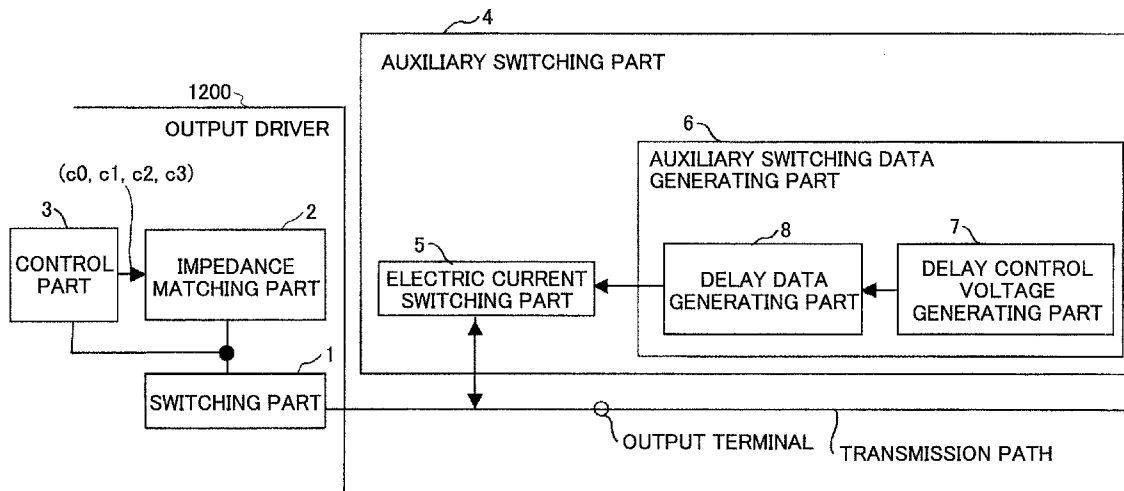 4
AUXILIARY SWITCHING PART
1200
OUTPUT DRIVER
6
AUXILIARY SWITCHING DATA
GENERATING PART
(c0, c1, c2, c3)
3
CONTROL
PART
2
IMPEDANCE
MATCHING PART
5
ELECTRIC CURRENT
SWITCHING PART
8
DELAY DATA
GENERATING PART
7
DELAY CONTROL
VOLTAGE
GENERATING PART
1
SWITCHING PART
OUTPUT TERMINAL
TRANSMISSION PATH